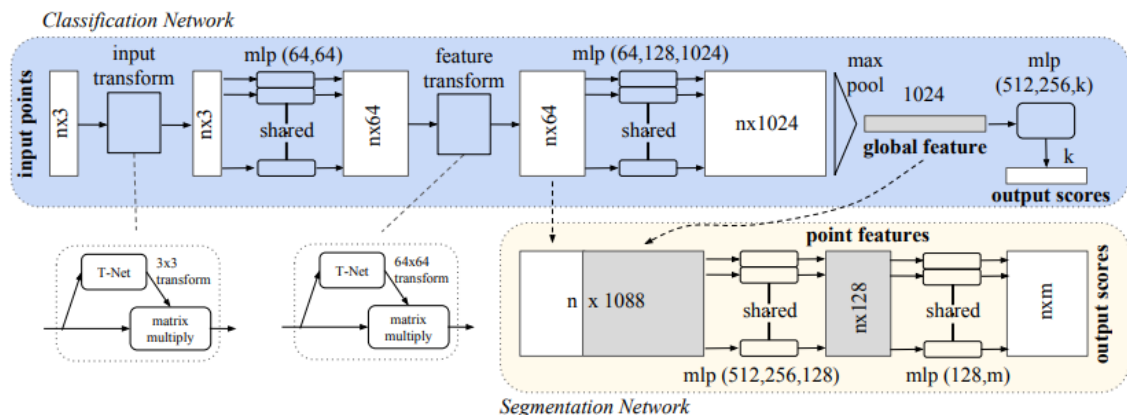 Classification Network
input points
nx3
input
transform
nx3
mlp (64,64)
shared
nx64
feature
transform
nx64
mlp (64,128,1024)
shared
nx1024
max
pool
1024
global feature
mlp
(512,256,k)
k
output scores
T-Net
3x3
transform
matrix
multiply
T-Net
64x64
transform
matrix
multiply
point features
n x 1088
shared
mlp (512,256,128)
nx128
shared
mlp (128,m)
nxm
output scores
Segmentation Network